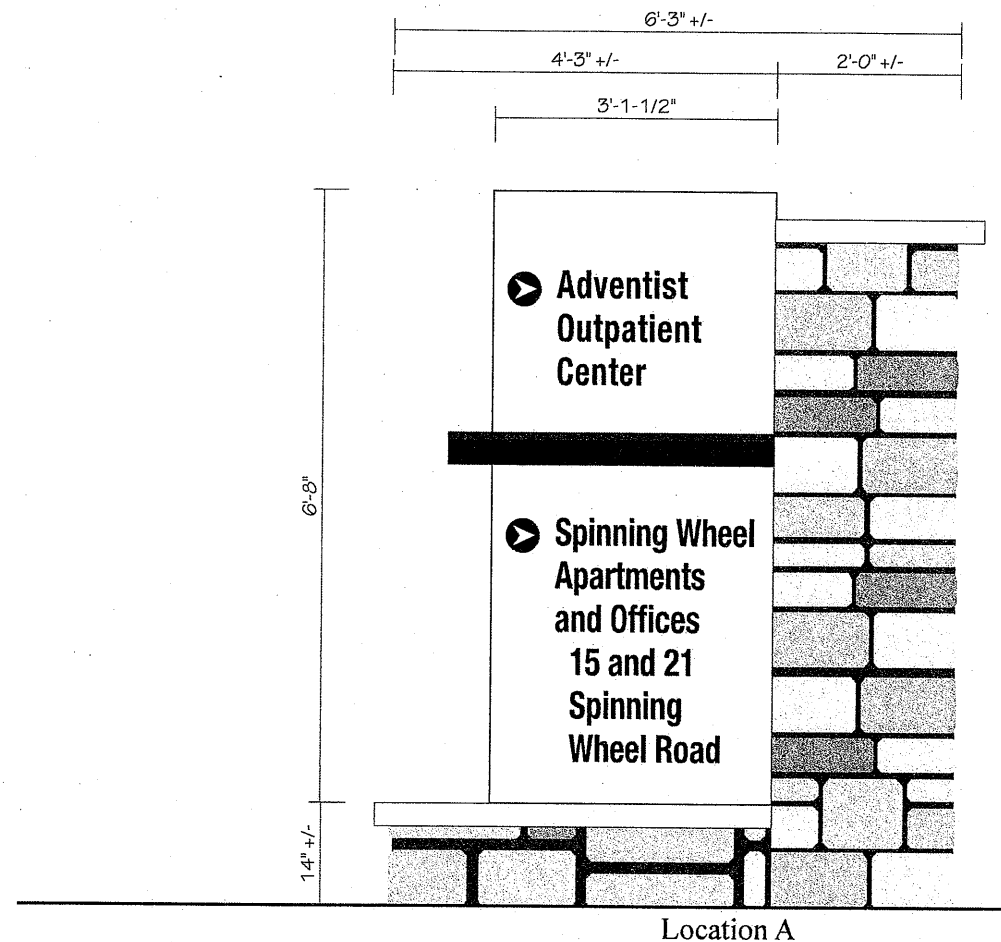 6'-3" +/-
4'-3" +/-
2'-0" +/-
3'-1-1/2"
Adventist
Outpatient
Center
6'-8"
Spinning Wheel
Apartments
and Offices
15 and 21
Spinning
Wheel Road
14" +/-
Location A